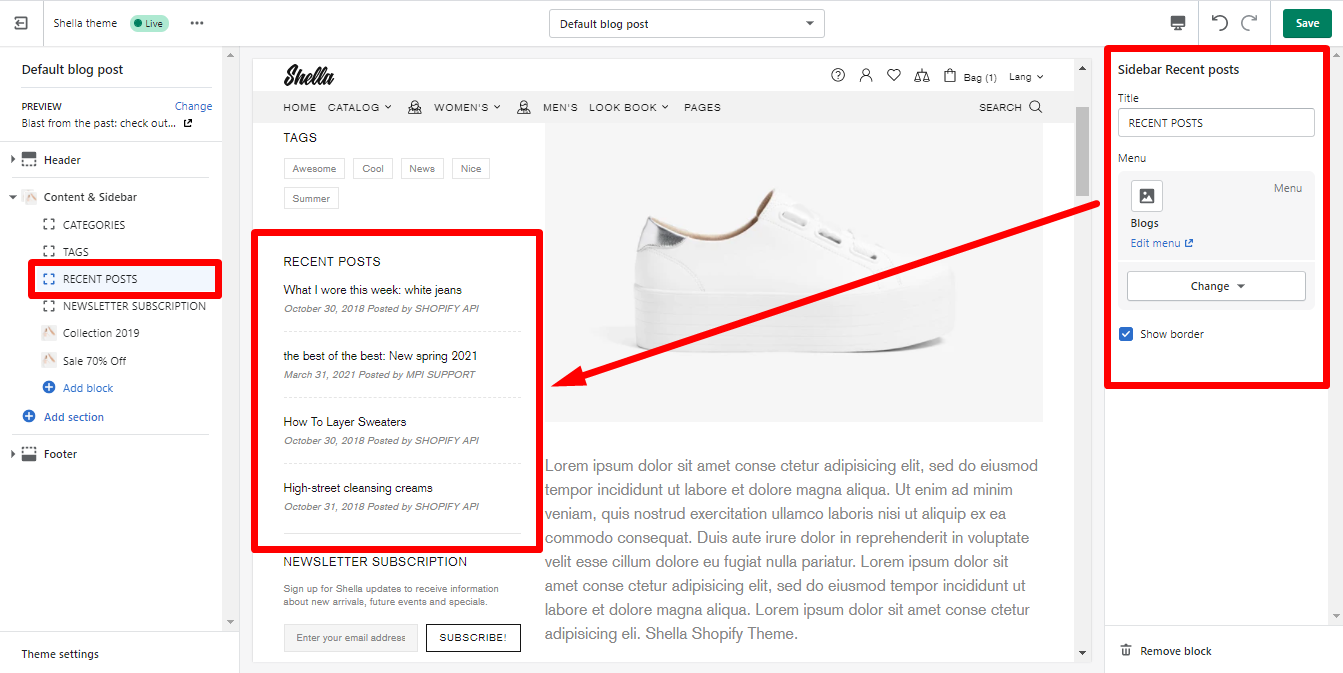 Shella theme
Live
Default blog post
Save
Default blog post
PREVIEW
Change
Blast from the past: check out...
Header
Content & Sidebar
CATEGORIES
TAGS
RECENT POSTS
NEWSLETTER SUBSCRIPTION
Collection 2019
Sale 70% Off
Add block
Add section
Footer
Theme settings
Shella
Bag (1)
Lang
HOME
CATALOG
WOMEN'S
MEN'S
LOOK BOOK
PAGES
SEARCH
TAGS
Awesome
Cool
News
Nice
Summer
RECENT POSTS
What I wore this week: white jeans
October 30, 2018 Posted by SHOPIFY API
the best of the best: New spring 2021
March 31, 2021 Posted by MPI SUPPORT
How To Layer Sweaters
October 30, 2018 Posted by SHOPIFY API
High-street cleansing creams
October 31, 2018 Posted by SHOPIFY API
NEWSLETTER SUBSCRIPTION
Sign up for Shella updates to receive information
about new arrivals, future events and specials.
Enter your email address
SUBSCRIBE!
Lorem ipsum dolor sit amet conse ctetur adipisicing elit, sed do eiusmod
tempor incididunt ut labore et dolore magna aliqua. Ut enim ad minim
veniam, quis nostrud exercitation ullamco laboris nisi ut aliquip ex ea
commodo consequat. Duis aute irure dolor in reprehenderit in voluptate
velit esse cillum dolore eu fugiat nulla pariatur. Lorem ipsum dolor sit
amet conse ctetur adipisicing elit, sed do eiusmod tempor incididunt ut
labore et dolore magna aliqua. Lorem ipsum dolor sit amet conse ctetur
adipisicing eli. Shella Shopify Theme.
Sidebar Recent posts
Title
RECENT POSTS
Menu
Menu
Blogs
Edit menu
Change
Show border
Remove block